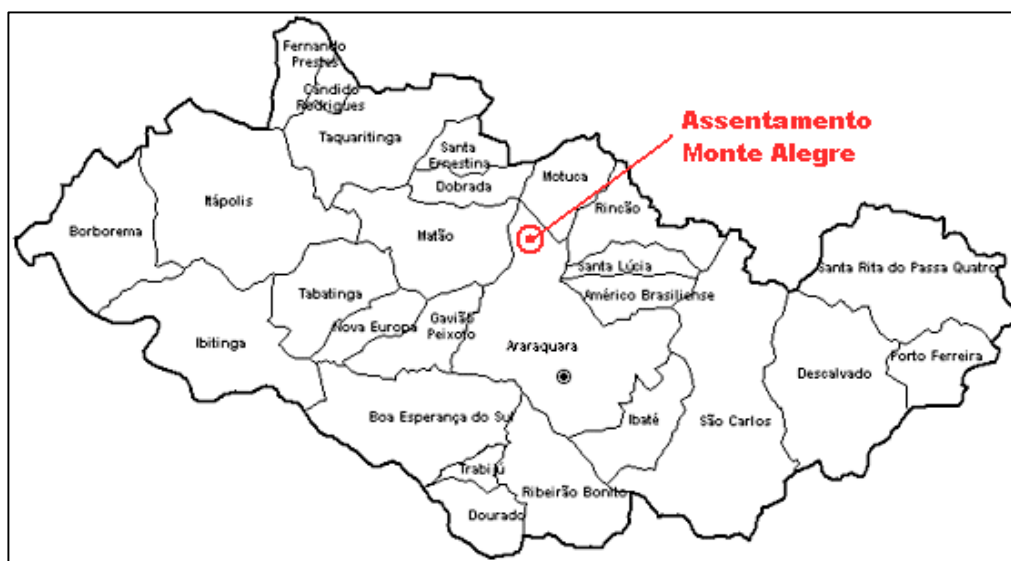 Fernando
Prestes
Cândido
Rodrigues
Taquaritinga
Assentamento
Monte Alegre
Santa
Ernestina
Dobrada
Motuca
Rincão
Itápolis
Borborema
Matão
Santa Lúcia
Santa Rita do Passa Quatro
Tabatinga
Américo Brasiliense
Nova Europa
Gavião
Peixoto
Ibitinga
Araraquara
Porto Ferreira
Descalvado
Boa Esperança do Sul
Ibaté
São Carlos
Trabijú
Ribeirão Bonito
Dourado